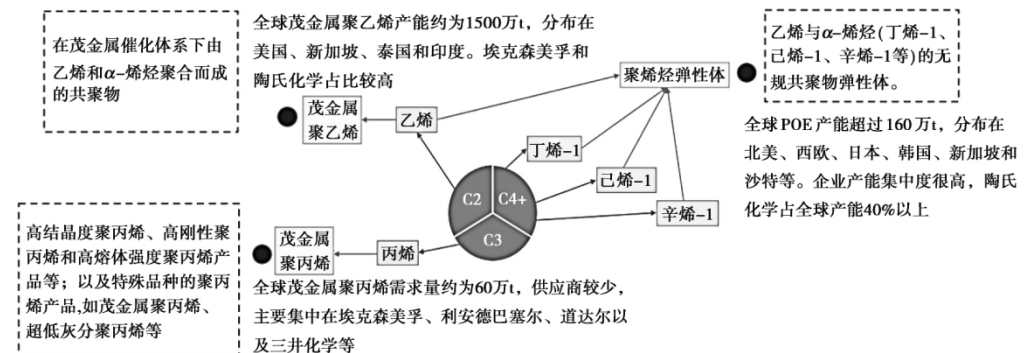 在茂金属催化体系下由
乙烯和α-烯烃聚合而成
的共聚物
全球茂金属聚乙烯产能约为1500万t，分布在
美国、新加坡、泰国和印度。埃克森美孚和
陶氏化学占比较高
茂金属
聚乙烯
乙烯
聚烯烃弹性体
乙烯与α-烯烃(丁烯-1、
己烯-1、辛烯-1等)的无
规共聚物弹性体。
全球POE产能超过160万t，分布在
北美、西欧、日本、韩国、新加坡和
沙特等。企业产能集中度很高，陶氏
化学占全球产能40%以上
丁烯-1
己烯-1
辛烯-1
C2
C4+
C3
丙烯
茂金属
聚丙烯
高结晶度聚丙烯、高刚性聚
丙烯和高熔体强度聚丙烯产
品等；以及特殊品种的聚丙
烯产品,如茂金属聚丙烯、
超低灰分聚丙烯等
全球茂金属聚丙烯需求量约为60万t，供应商较少，
主要集中在埃克森美孚、利安德巴塞尔、道达尔以
及三井化学等